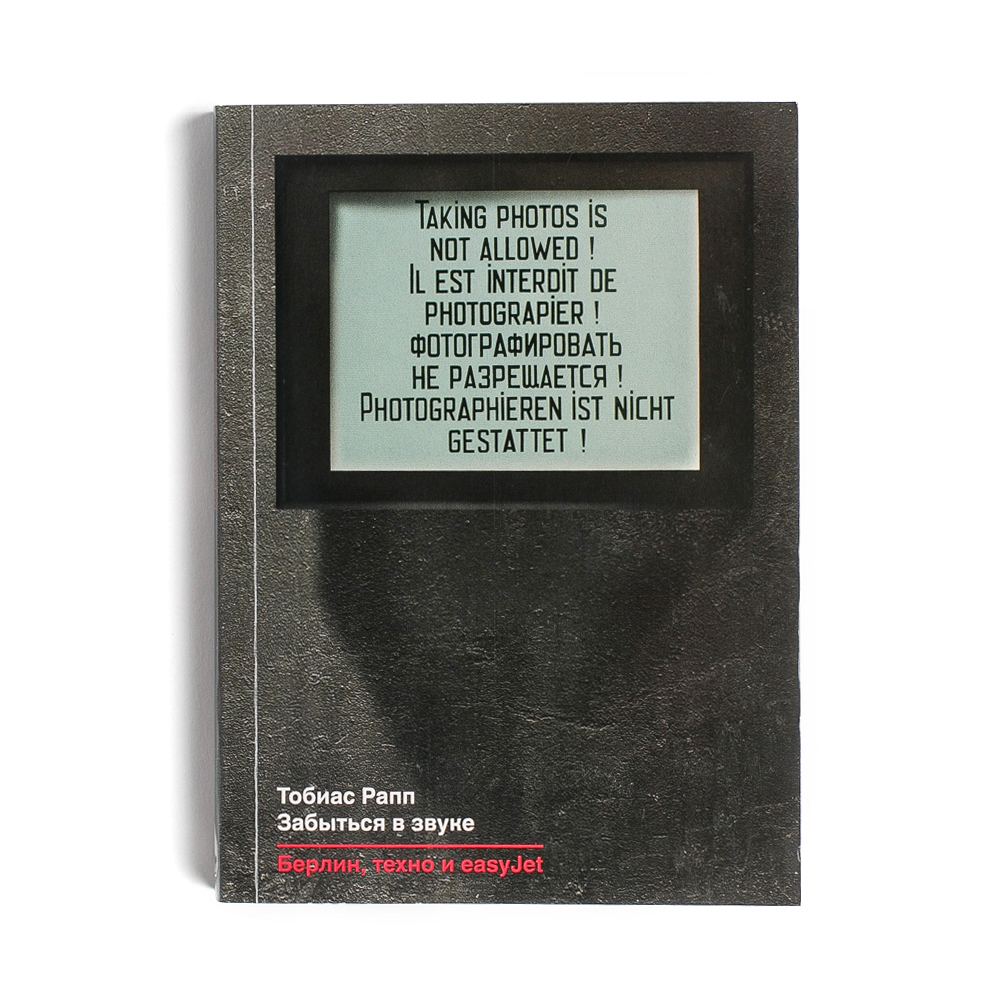 Taking photos is
not allowed !
Il est interdit de
photograpier !
фотографировать
не разрешается !
Photographieren ist nicht
gestattet !
Тобиас Рапп
Забыться в звуке
Берлин, техно и easyJet